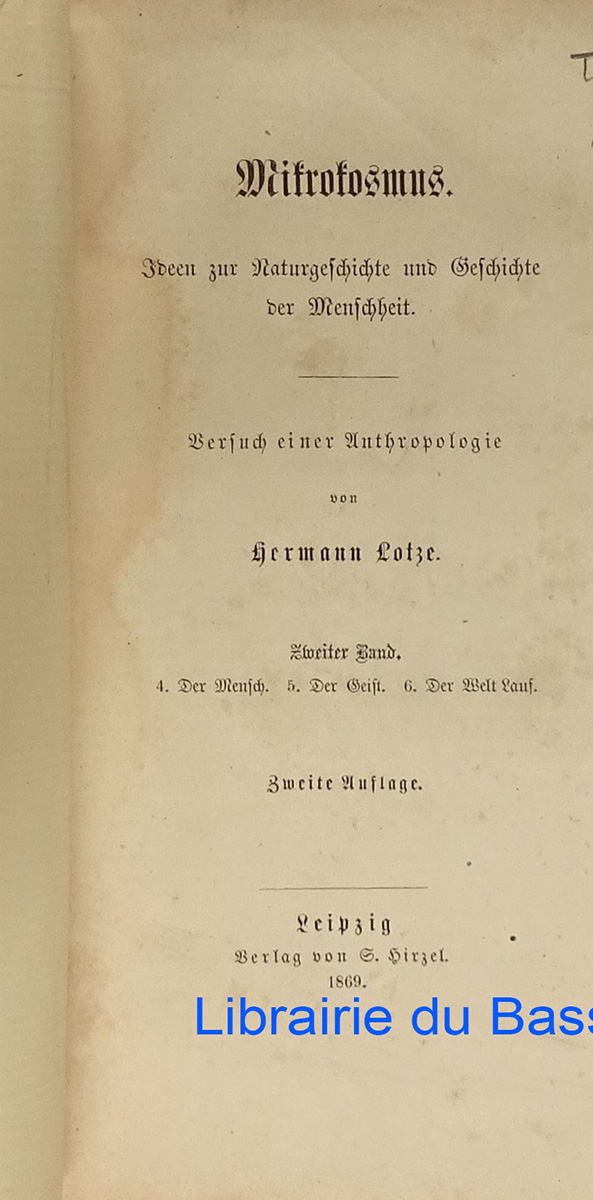 T
Mikrokosmus.
Ideen zur Naturgeschichte und Geschichte
der Menschheit.
Versuch einer Anthropologie
von
Hermann Lotze.
Zweiter Band.
4. Der Mensch. 5. Der Geist. 6. Der Welt Lauf.
Zweite Auflage.
Leipzig
Verlag von S. Hirzel.
1869.
Librairie du Bass